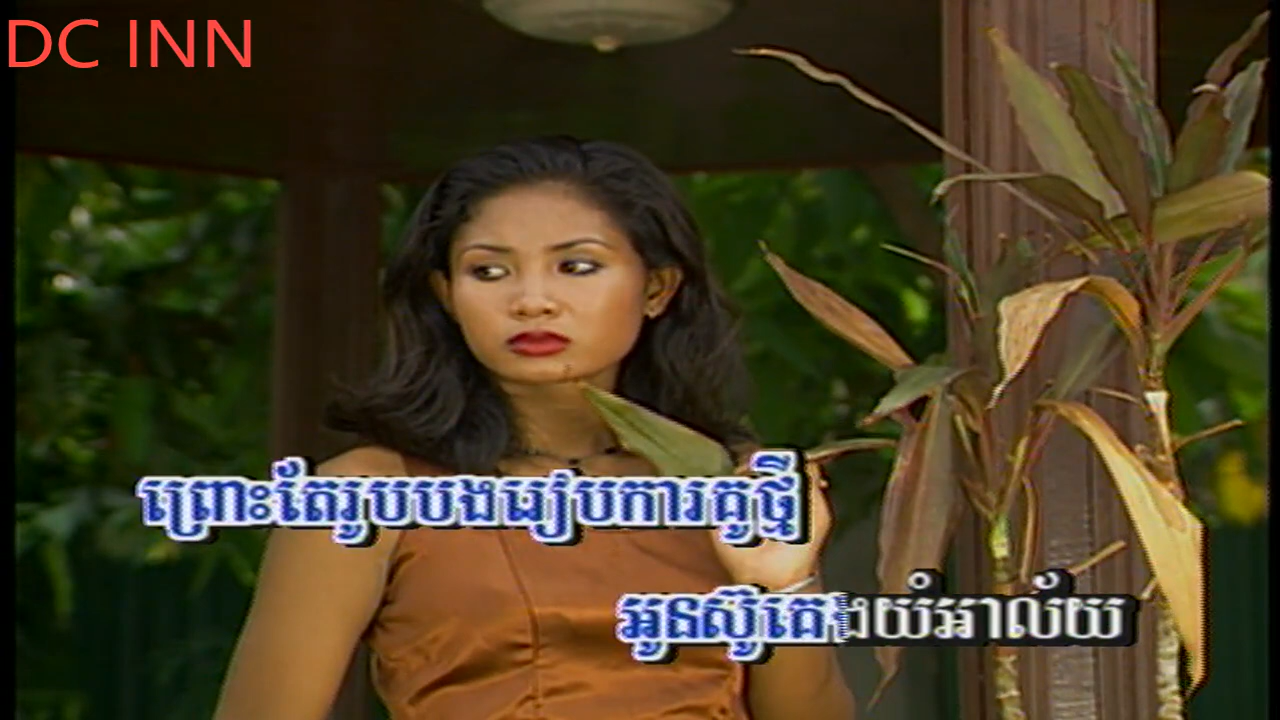 DC INN
ព្រោះតែរូបបងរៀបការគូថ្មី
អូនស៊ូគេងយំអាល័យ